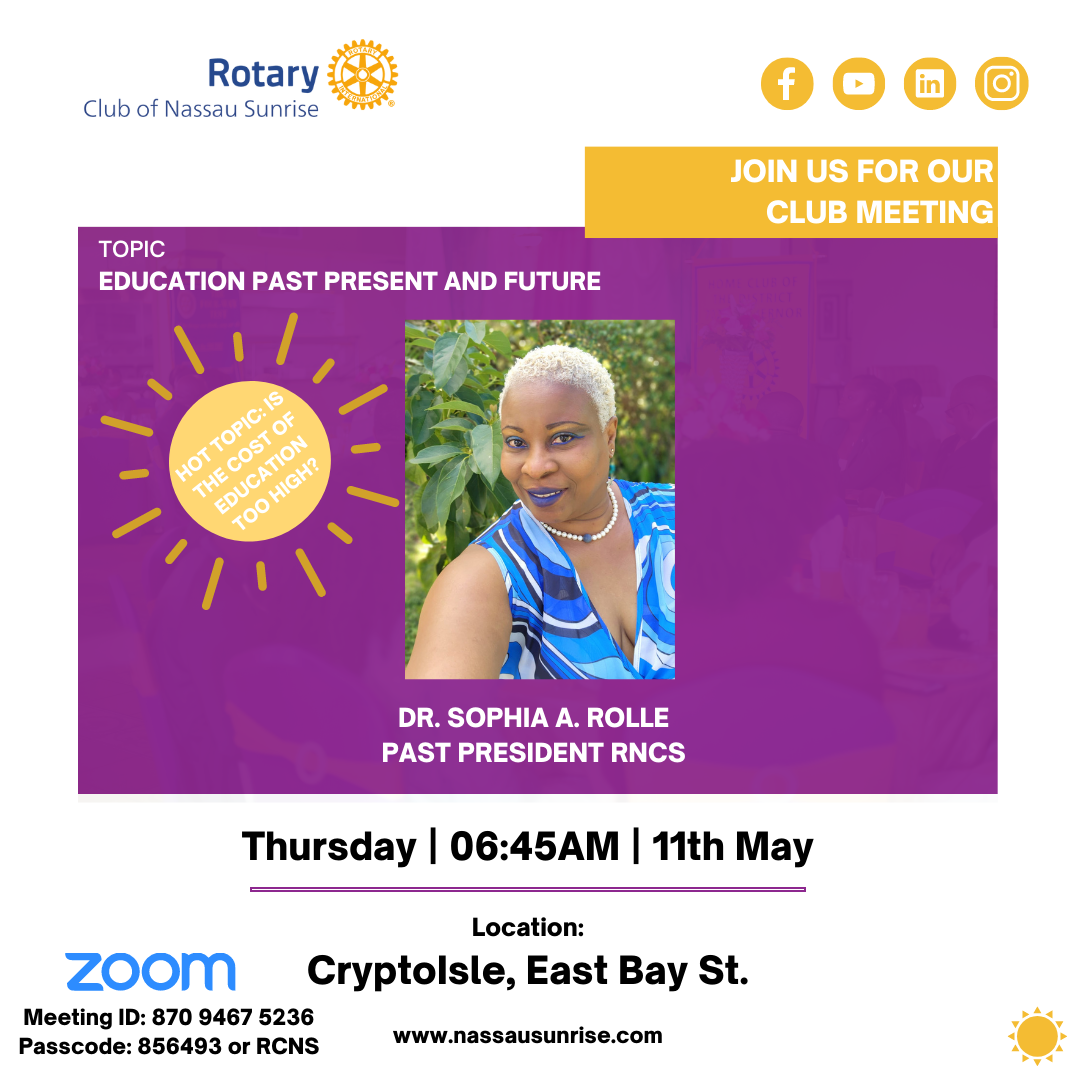 Rotary
Club of Nassau Sunrise
ROTARY
INTERNATIONAL
JOIN US FOR OUR
CLUB MEETING
TOPIC
EDUCATION PAST PRESENT AND FUTURE
HOT TOPIC: IS
THE COST OF
EDUCATION
TOO HIGH?
DR. SOPHIA A. ROLLE
PAST PRESIDENT RNCS
Thursday | 06:45AM | 11th May
Location:
CryptoIsle, East Bay St.
zoom
Meeting ID: 870 9467 5236
Passcode: 856493 or RCNS
www.nassausunrise.com